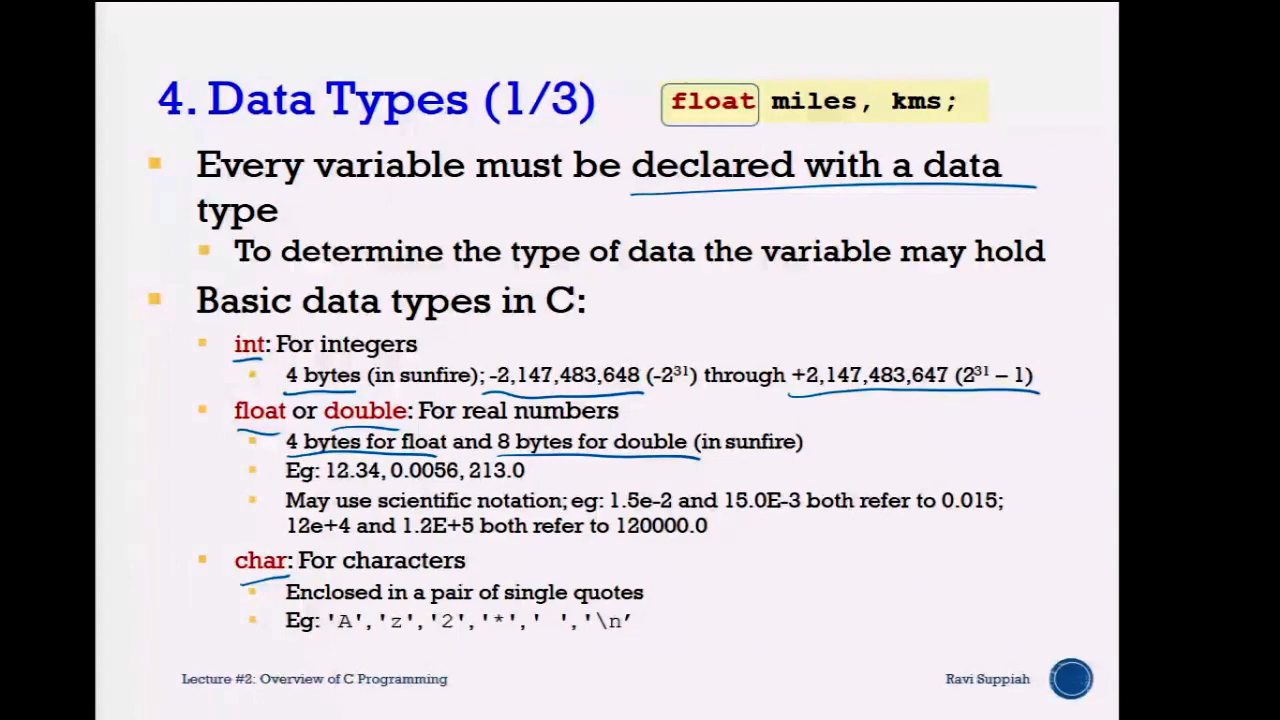 4. Data Types (1/3)
float miles, kms;
Every variable must be declared with a data
type
To determine the type of data the variable may hold
Basic data types in C:
int: For integers
4 bytes (in sunfire); -2,147,483,648 (-2³¹) through +2,147,483,647 (2³¹ – 1)
float or double: For real numbers
4 bytes for float and 8 bytes for double (in sunfire)
Eg: 12.34, 0.0056, 213.0
May use scientific notation; eg: 1.5e-2 and 15.0E-3 both refer to 0.015;
12e+4 and 1.2E+5 both refer to 120000.0
char: For characters
Enclosed in a pair of single quotes
Eg: 'A','z','2','*',' ','\n’
Lecture #2: Overview of C Programming
Ravi Suppiah